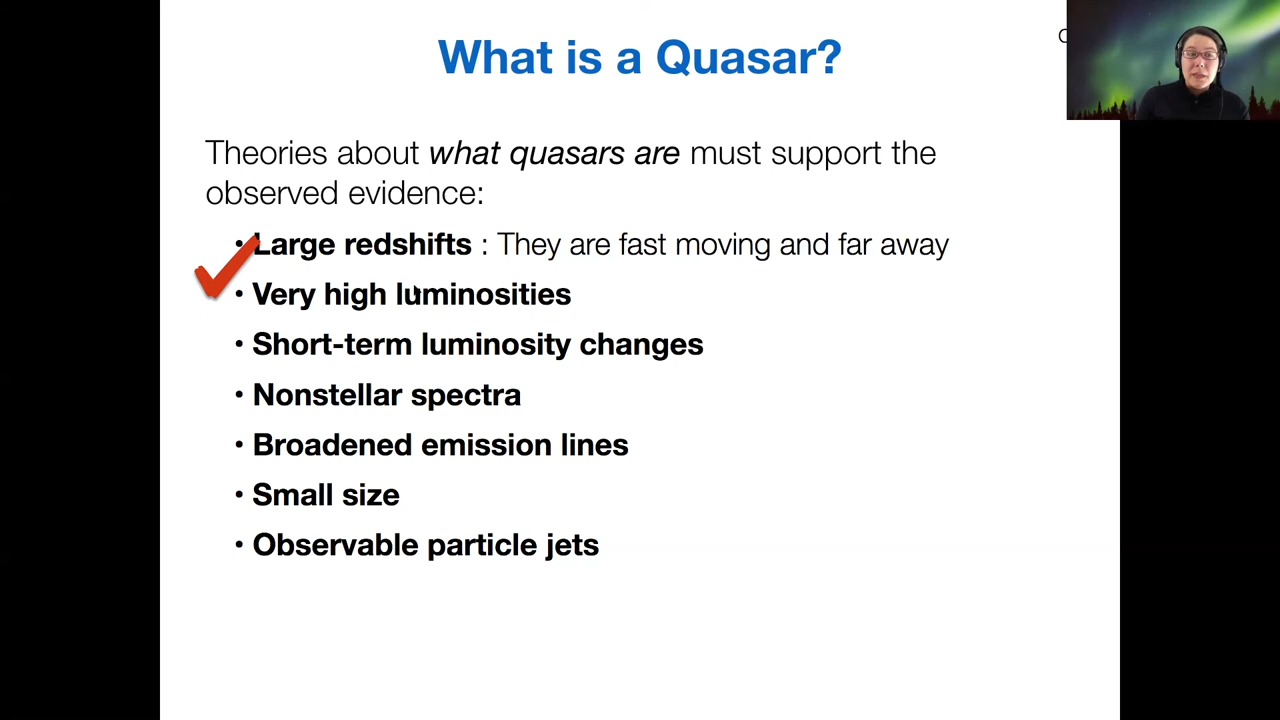 What is a Quasar?
Theories about what quasars are must support the
observed evidence:
• Large redshifts : They are fast moving and far away
• Very high luminosities
• Short-term luminosity changes
• Nonstellar spectra
• Broadened emission lines
• Small size
• Observable particle jets